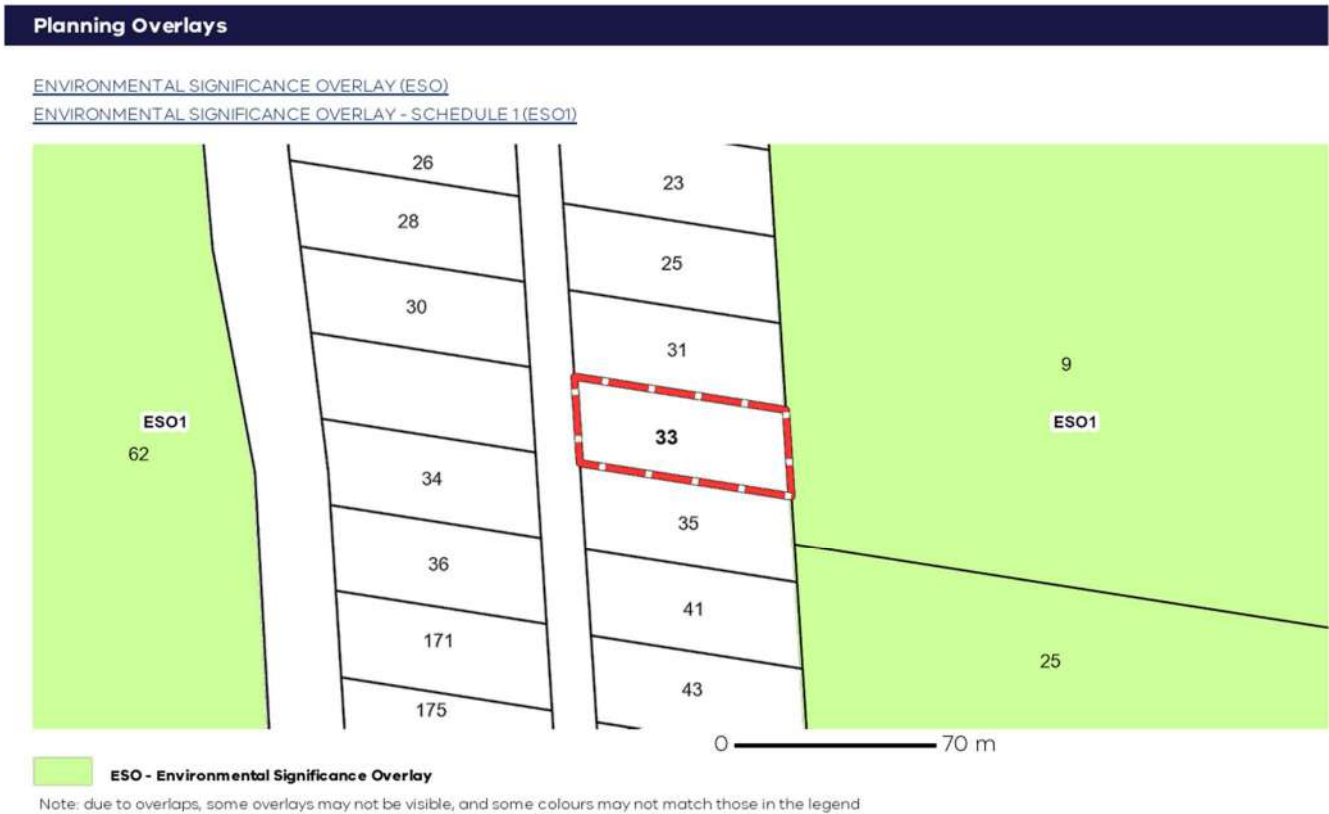 Planning Overlays
ENVIRONMENTAL SIGNIFICANCE OVERLAY (ESO)
ENVIRONMENTAL SIGNIFICANCE OVERLAY - SCHEDULE 1 (ESO1)
26
23
28
25
30
31
9
ESO1
ESO1
33
62
34
35
36
41
171
25
43
175
0 70 m
ESO - Environmental Significance Overlay
Note: due to overlaps, some overlays may not be visible, and some colours may not match those in the legend